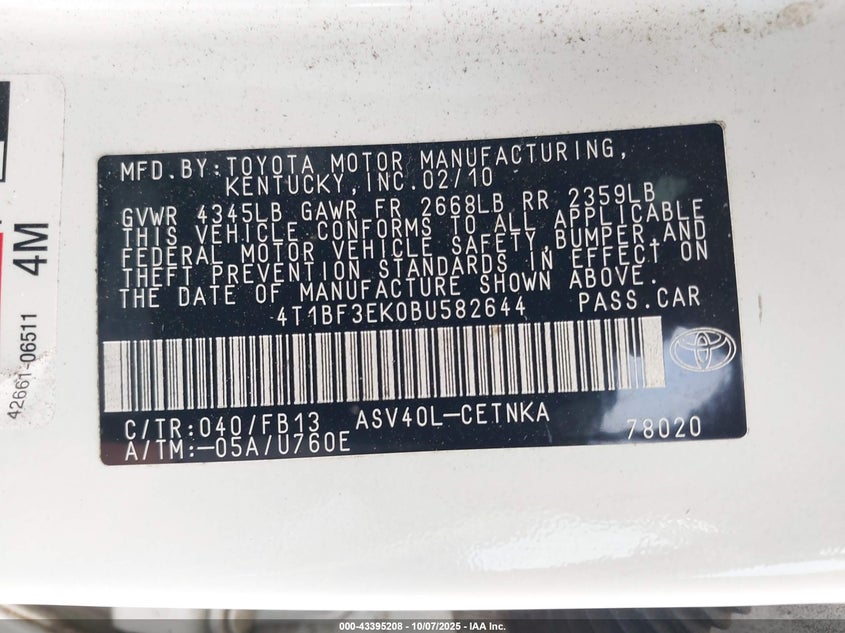 MFD.BY:TOYOTA MOTOR MANUFACTURING,
KENTUCKY,INC.02/10
GVWR 4345LB GAWR FR 2668LB RR 2359LB
THIS VEHICLE CONFORMS TO ALL APPLICABLE
FEDERAL MOTOR VEHICLE SAFETY,BUMPER,AND
THEFT PREVENTION STANDARDS IN EFFECT ON
THE DATE OF MANUFACTURE SHOWN ABOVE.
4T1BF3EK0BU582644 PASS.CAR
C/TR:040/FB13 ASV40L–CETNKA
A/TM:–05A/U760E 78020
42661-06511 4M
000-43395208 - 10/07/2025 - IAA Inc.